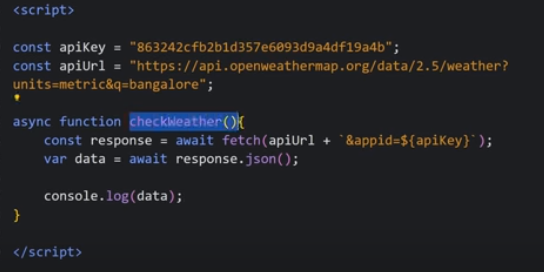 <script>
const apiKey = "863242cfb2b1d357e6093d9a4df19a4b";
const apiUrl = "https://api.openweathermap.org/data/2.5/weather?
units=metric&q=bangalore";
async function checkWeather(){
const response = await fetch(apiUrl + `&appid=${apiKey}`);
var data = await response.json();
console.log(data);
}
</script>